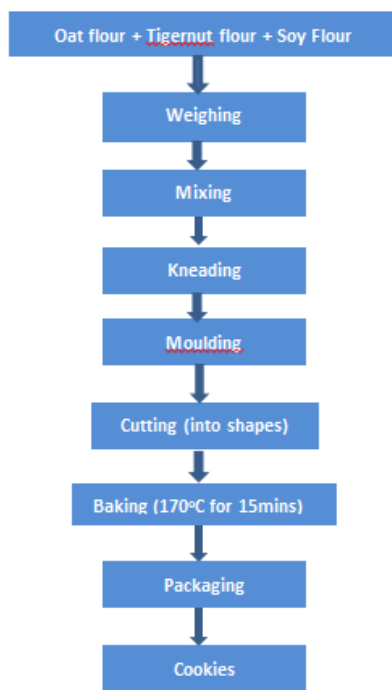 Oat flour + Tigernut flour + Soy Flour
Weighing
Mixing
Kneading
Moulding
Cutting (into shapes)
Baking (170ºC for 15mins)
Packaging
Cookies